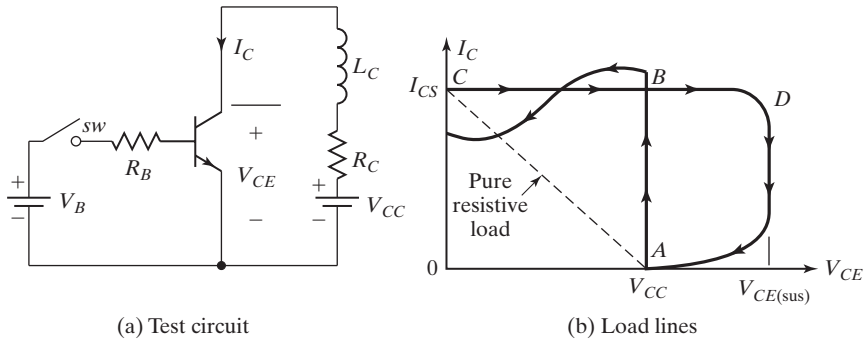 I_C
L_C
sw
R_B
+
V_CE
−
R_C
+
−
V_CC
+
−
V_B
(a) Test circuit
I_C
I_CS
C
B
D
Pure
resistive
load
A
0
V_CC
V_CE(sus)
V_CE
(b) Load lines